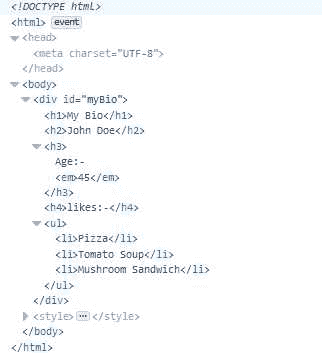 <!DOCTYPE html>
<html> event
<head>
<meta charset="UTF-8">
</head>
<body>
<div id="myBio">
<h1>My Bio</h1>
<h2>John Doe</h2>
<h3>
Age:-
<em>45</em>
</h3>
<h4>likes:-</h4>
<ul>
<li>Pizza</li>
<li>Tomato Soup</li>
<li>Mushroom Sandwich</li>
</ul>
</div>
<style> ... </style>
</body>
</html>